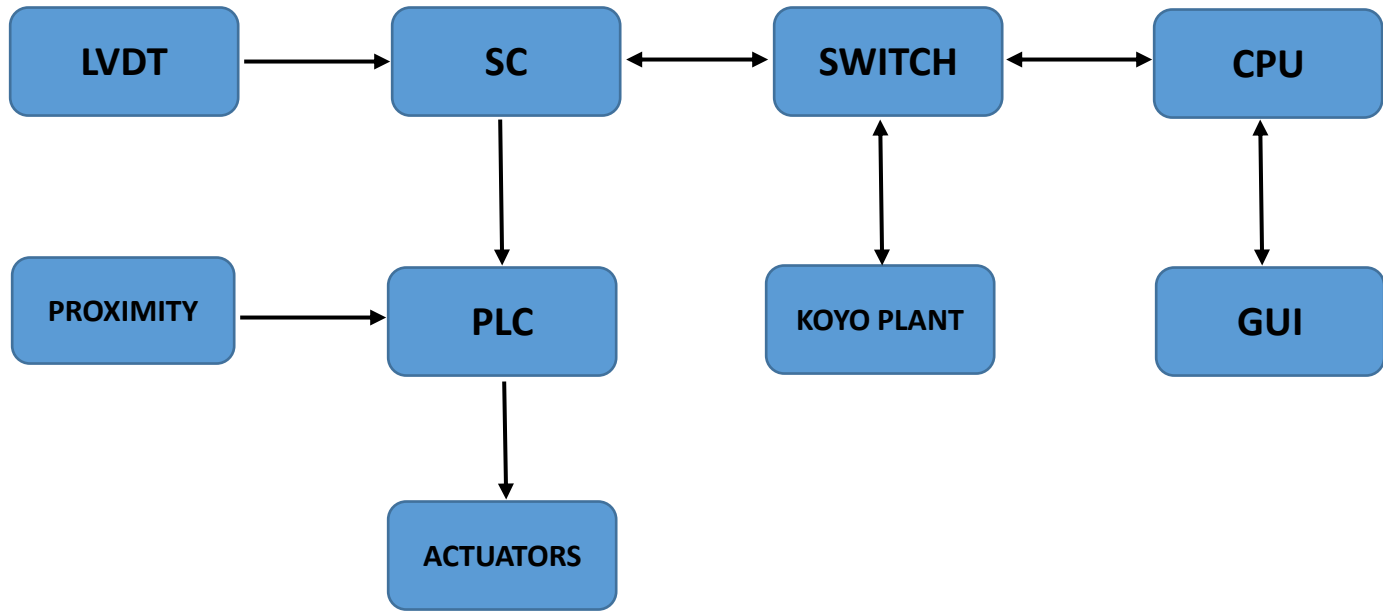 LVDT
SC
SWITCH
CPU
PROXIMITY
PLC
KOYO PLANT
GUI
ACTUATORS